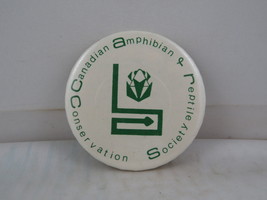 Canadian Amphibian & Reptile
Conservation Society